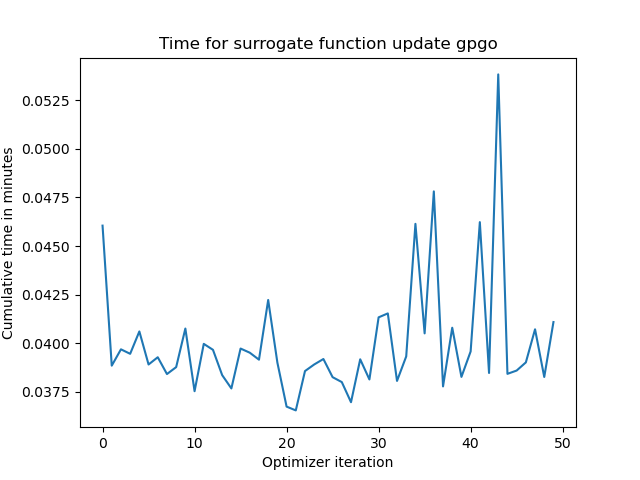 Time for surrogate function update gpgo
Cumulative time in minutes
0.0525
0.0500
0.0475
0.0450
0.0425
0.0400
0.0375
0 10 20 30 40 50
Optimizer iteration